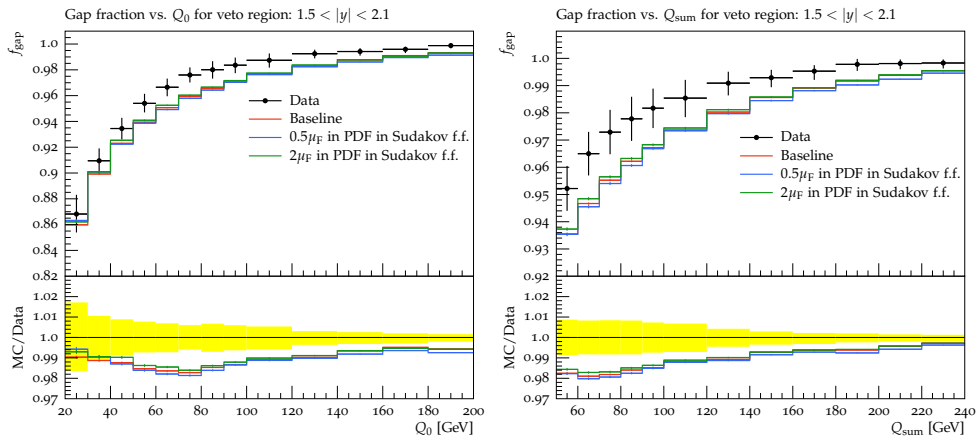 Gap fraction vs. Q0 for veto region: 1.5 < |y| < 2.1
fgap
1.0
0.98
0.96
0.94
0.92
0.9
0.88
0.86
0.84
0.82
Data
Baseline
0.5μF in PDF in Sudakov f.f.
2μF in PDF in Sudakov f.f.
MC/Data
1.02
1.01
1.0
0.99
0.98
0.97
20 40 60 80 100 120 140 160 180 200
Q0 [GeV]
Gap fraction vs. Qsum for veto region: 1.5 < |y| < 2.1
fgap
1.0
0.99
0.98
0.97
0.96
0.95
0.94
0.93
0.92
Data
Baseline
0.5μF in PDF in Sudakov f.f.
2μF in PDF in Sudakov f.f.
MC/Data
1.02
1.01
1.0
0.99
0.98
0.97
60 80 100 120 140 160 180 200 220 240
Qsum [GeV]